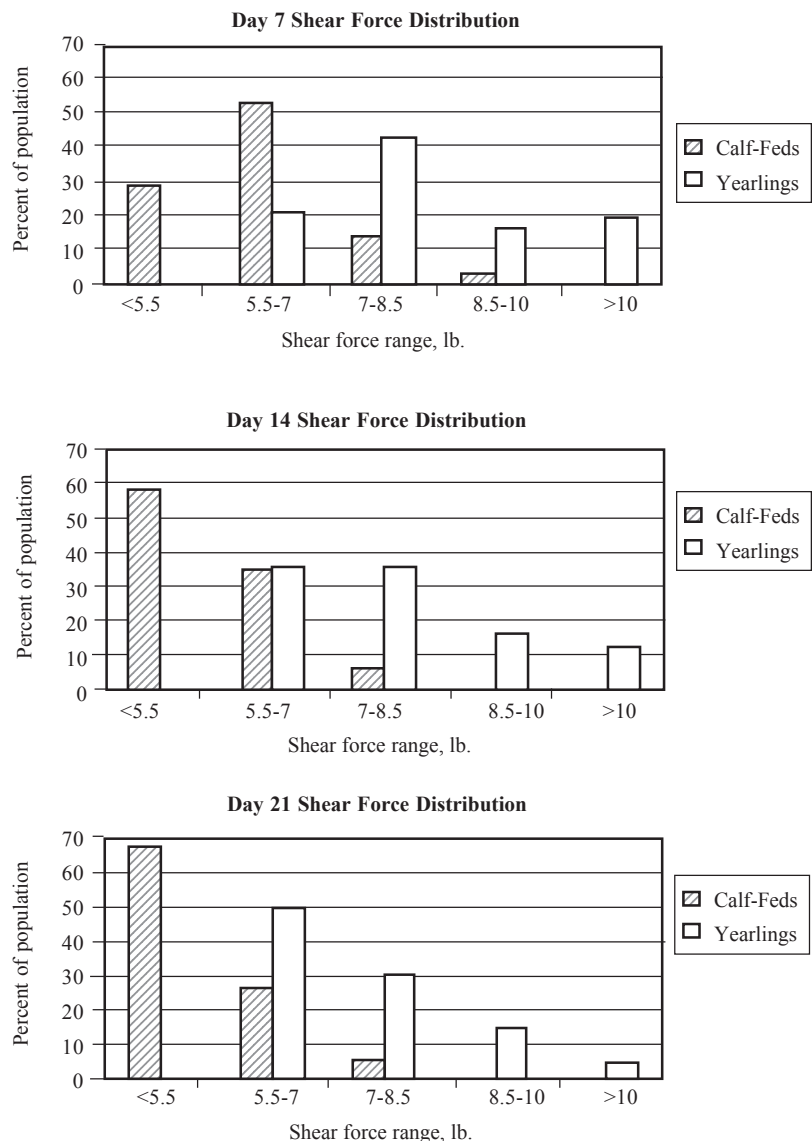 Day 7 Shear Force Distribution
70
60
50
40
30
20
10
0
Percent of population
<5.5 5.5-7 7-8.5 8.5-10 >10
Shear force range, lb.
Calf-Feds
Yearlings
Day 14 Shear Force Distribution
70
60
50
40
30
20
10
0
Percent of population
<5.5 5.5-7 7-8.5 8.5-10 >10
Shear force range, lb.
Calf-Feds
Yearlings
Day 21 Shear Force Distribution
70
60
50
40
30
20
10
0
Percent of population
<5.5 5.5-7 7-8.5 8.5-10 >10
Shear force range, lb.
Calf-Feds
Yearlings